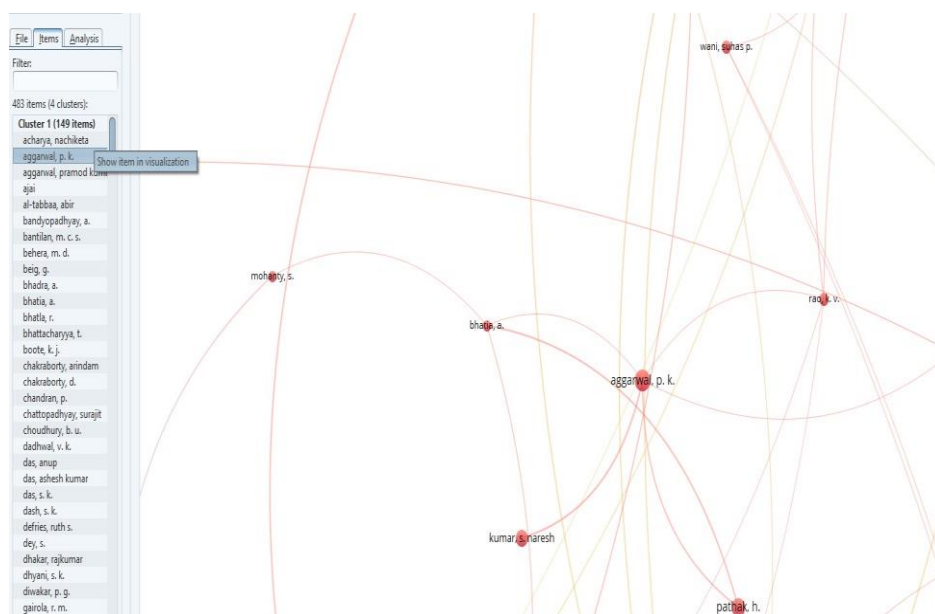 File Items Analysis
Filter:
483 items (4 clusters):
Cluster 1 (149 items)
acharya, nachiketa
aggarwal, p. k.
Show item in visualization
aggarwal, pramod
ajai
al-tabbaa, abir
bandyopadhyay, a.
bantilan, m. c. s.
behera, m. d.
beig, g.
bhadra, a.
bhatia, a.
bhatla, r.
bhattacharyya, t.
boote, k. j.
chakraborty, arindam
chakraborty, d.
chandran, p.
chattopadhyay, surajit
choudhury, b. u.
dadhwal, v. k.
das, anup
das, ashesh kumar
das, s. k.
dash, s. k.
defries, ruth s.
dey, s.
dhakar, rajkumar
dhyani, s. k.
diwakar, p. g.
gairola, r. m.
wani, suhas p.
mohanty, s.
rao, k. v.
bhatia, a.
aggarwal, p. k.
kumar, s. naresh
pathak, h.